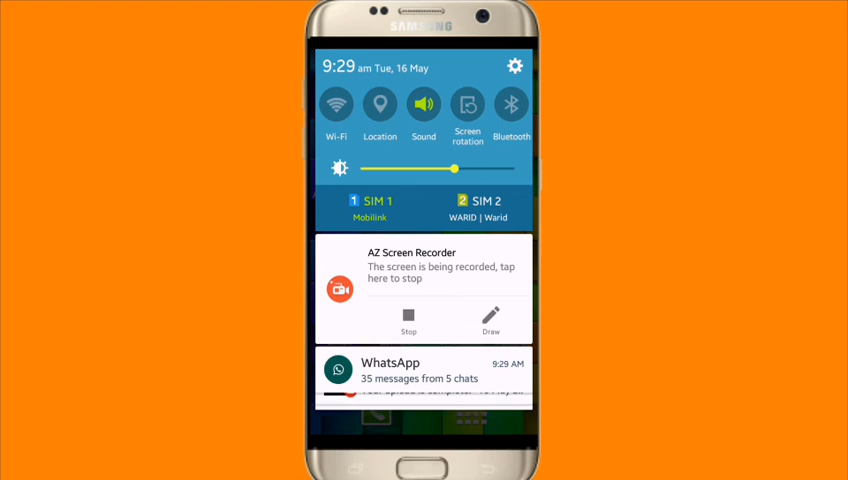 SAMSUNG
9:29 am Tue, 16 May
Wi-Fi Location Sound Screen rotation Bluetooth
1 SIM 1 2 SIM 2
Mobilink WARID | Warid
AZ Screen Recorder
The screen is being recorded, tap
here to stop
Stop Draw
WhatsApp 9:29 AM
35 messages from 5 chats